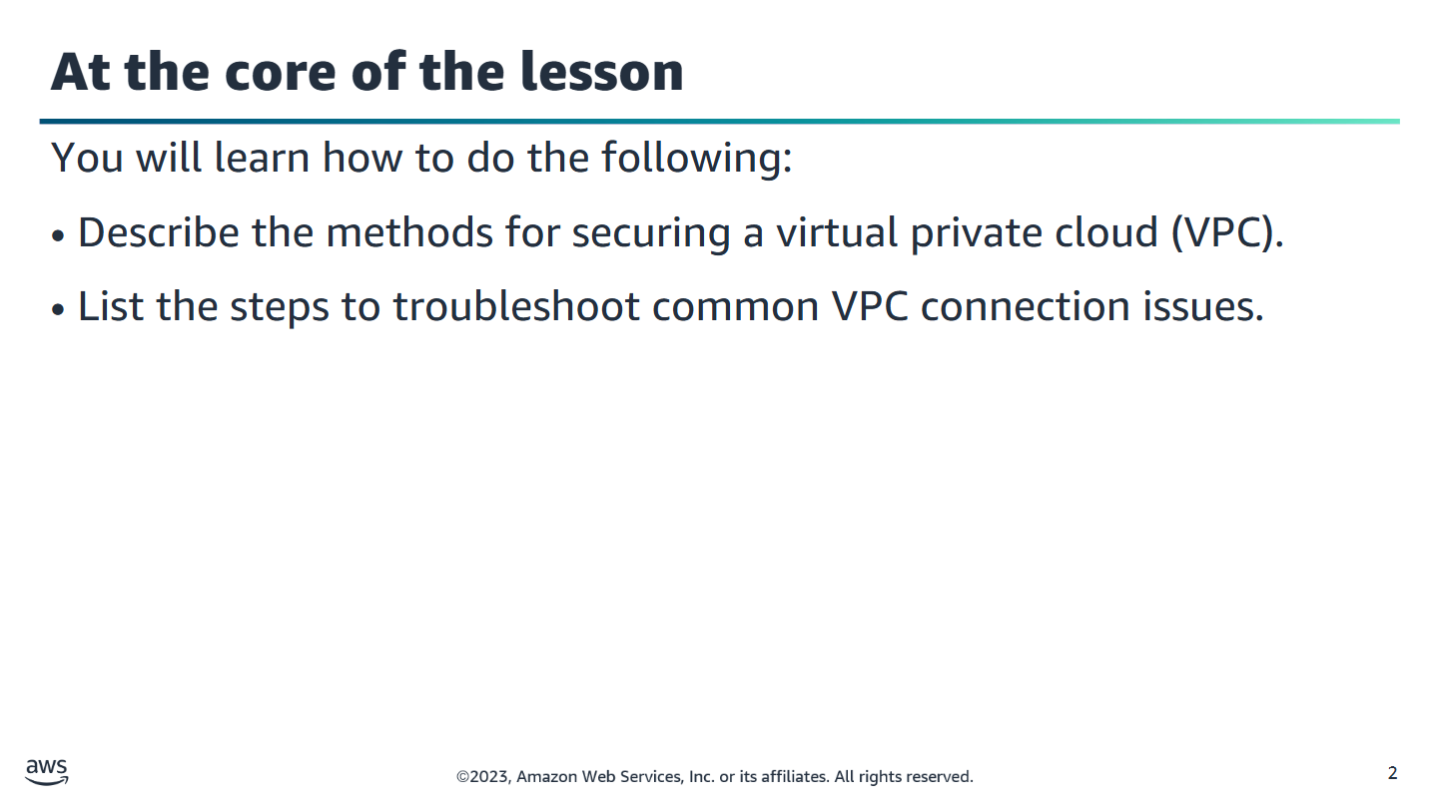 At the core of the lesson
You will learn how to do the following:
• Describe the methods for securing a virtual private cloud (VPC).
• List the steps to troubleshoot common VPC connection issues.
aws
©2023, Amazon Web Services, Inc. or its affiliates. All rights reserved.
2